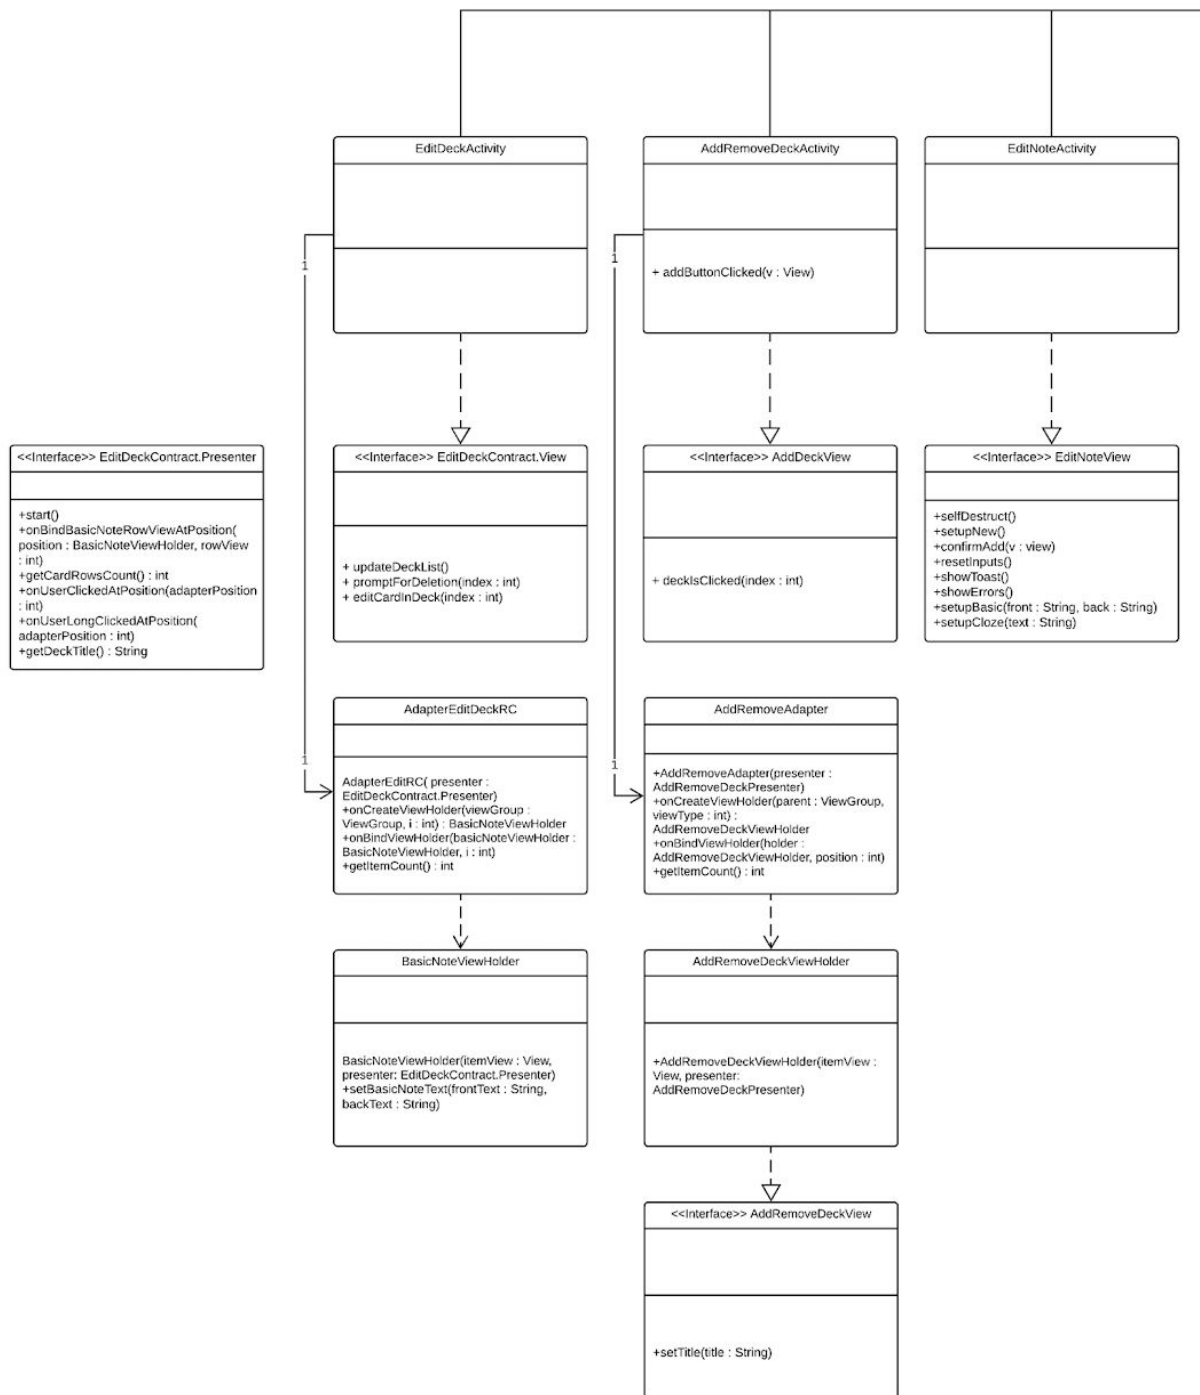 EditDeckActivity
AddRemoveDeckActivity
+ addButtonClicked(v : View)
EditNoteActivity
1
1
<<Interface>> EditDeckContract.Presenter
+start()
+onBindBasicNoteRowViewAtPosition(
position : BasicNoteViewHolder, rowView
: int)
+getCardRowsCount() : int
+onUserClickedAtPosition(adapterPosition
: int)
+onUserLongClickedAtPosition(
adapterPosition : int)
+getDeckTitle() : String
<<Interface>> EditDeckContract.View
+ updateDeckList()
+ promptForDeletion(index : int)
+ editCardInDeck(index : int)
<<Interface>> AddDeckView
+ deckIsClicked(index : int)
<<Interface>> EditNoteView
+selfDestruct()
+setupNew()
+confirmAdd(v : view)
+resetInputs()
+showToast()
+showErrors()
+setupBasic(front : String, back : String)
+setupCloze(text : String)
1
1
AdapterEditDeckRC
AdapterEditRC( presenter :
EditDeckContract.Presenter)
+onCreateViewHolder(viewGroup :
ViewGroup, i : int) : BasicNoteViewHolder
+onBindViewHolder(basicNoteViewHolder :
BasicNoteViewHolder, i : int)
+getItemCount() : int
AddRemoveAdapter
+AddRemoveAdapter(presenter :
AddRemoveDeckPresenter)
+onCreateViewHolder(parent : ViewGroup,
viewType : int) :
AddRemoveDeckViewHolder
+onBindViewHolder(holder :
AddRemoveDeckViewHolder, position : int)
+getItemCount() : int
BasicNoteViewHolder
BasicNoteViewHolder(itemView : View,
presenter: EditDeckContract.Presenter)
+setBasicNoteText(frontText : String,
backText : String)
AddRemoveDeckViewHolder
+AddRemoveDeckViewHolder(itemView :
View, presenter:
AddRemoveDeckPresenter)
<<Interface>> AddRemoveDeckView
+setTitle(title : String)